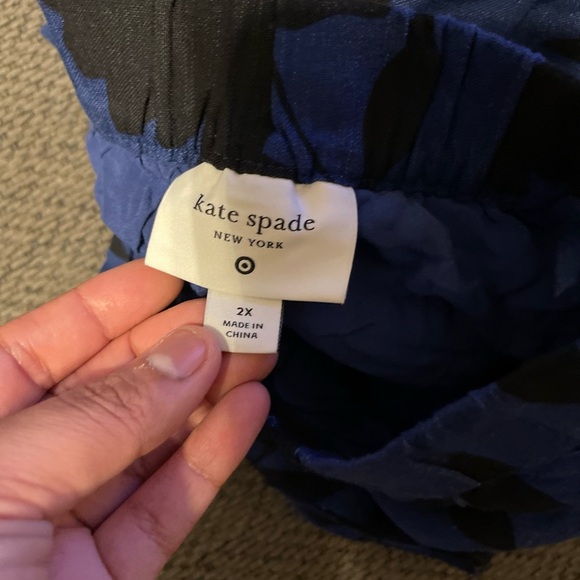 kate spade
NEW YORK
2X
MADE IN
CHINA